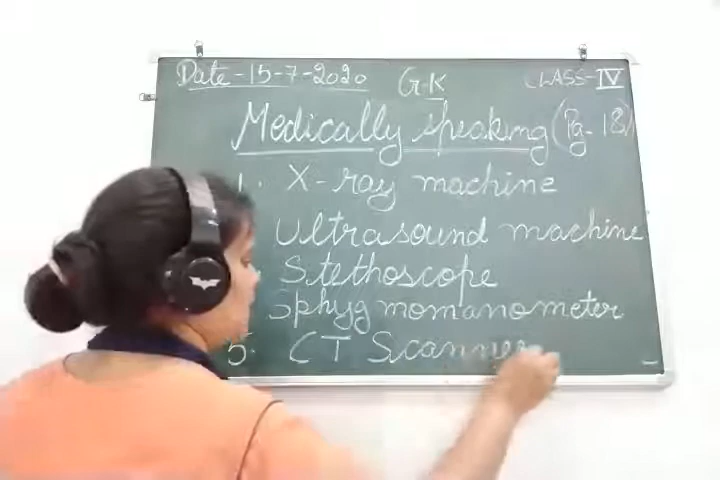 Date-15-7-2020 G.K CLASS-IV
Medically speaking (Pg-18)
1. X-ray machine
Ultrasound machine
Stethoscope
Sphygmomanometer
5. CT Scanner